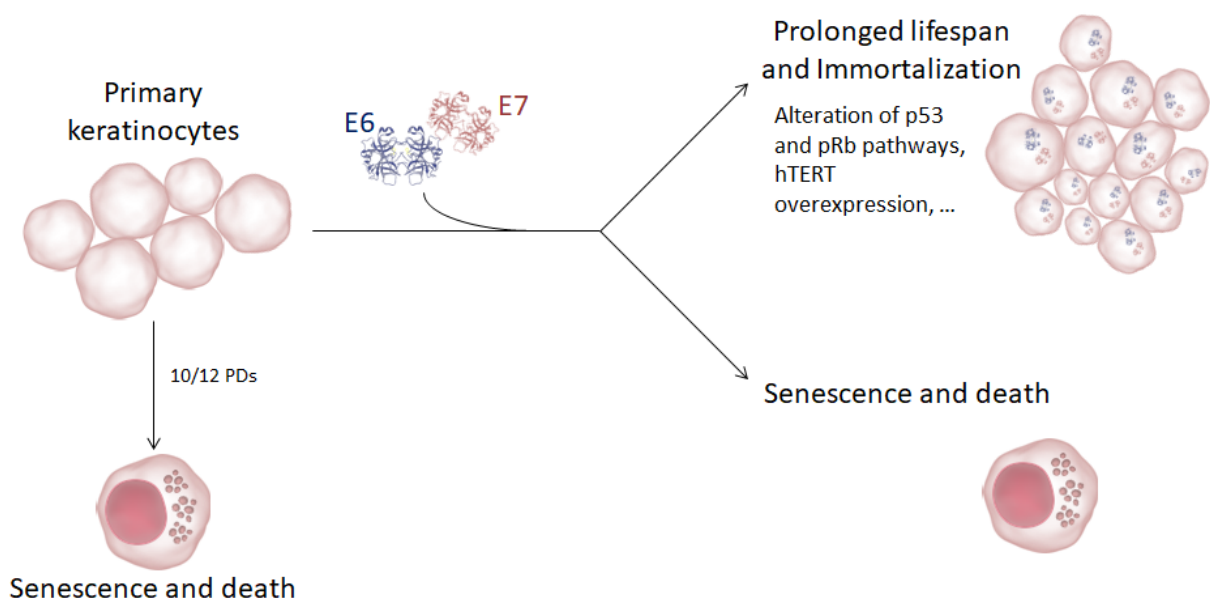 Primary
keratinocytes
E6
E7
Prolonged lifespan
and Immortalization
Alteration of p53
and pRb pathways,
hTERT
overexpression, ...
10/12 PDs
Senescence and death
Senescence and death